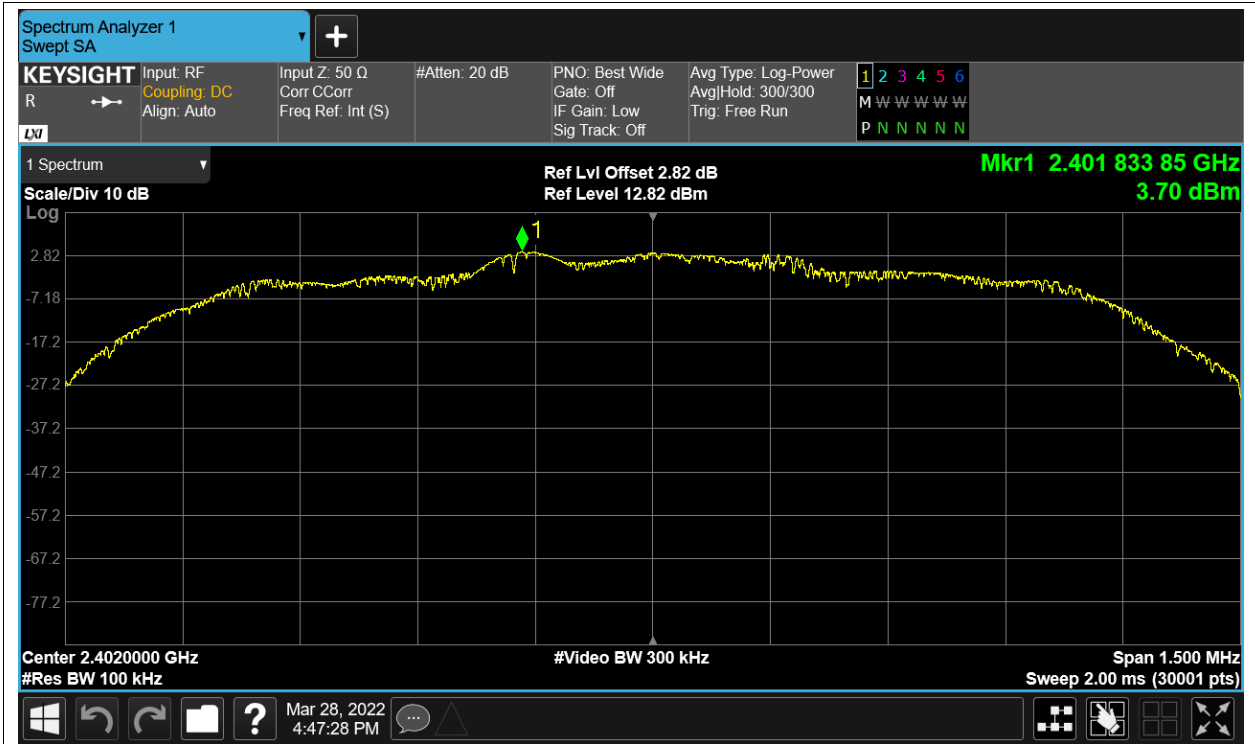 Spectrum Analyzer 1
Swept SA
KEYSIGHT
R
LXI
Input: RF
Coupling: DC
Align: Auto
Input Z: 50 Ω
Corr CCorr
Freq Ref: Int (S)
#Atten: 20 dB
PNO: Best Wide
Gate: Off
IF Gain: Low
Sig Track: Off
Avg Type: Log-Power
Avg|Hold: 300/300
Trig: Free Run
1 2 3 4 5 6
M W W W W W
P N N N N N
1 Spectrum
Scale/Div 10 dB
Log
Ref Lvl Offset 2.82 dB
Ref Level 12.82 dBm
Mkr1 2.401 833 85 GHz
3.70 dBm
1
2.82
-7.18
-17.2
-27.2
-37.2
-47.2
-57.2
-67.2
-77.2
Center 2.4020000 GHz
#Video BW 300 kHz
Span 1.500 MHz
#Res BW 100 kHz
Sweep 2.00 ms (30001 pts)
?
Mar 28, 2022
4:47:28 PM